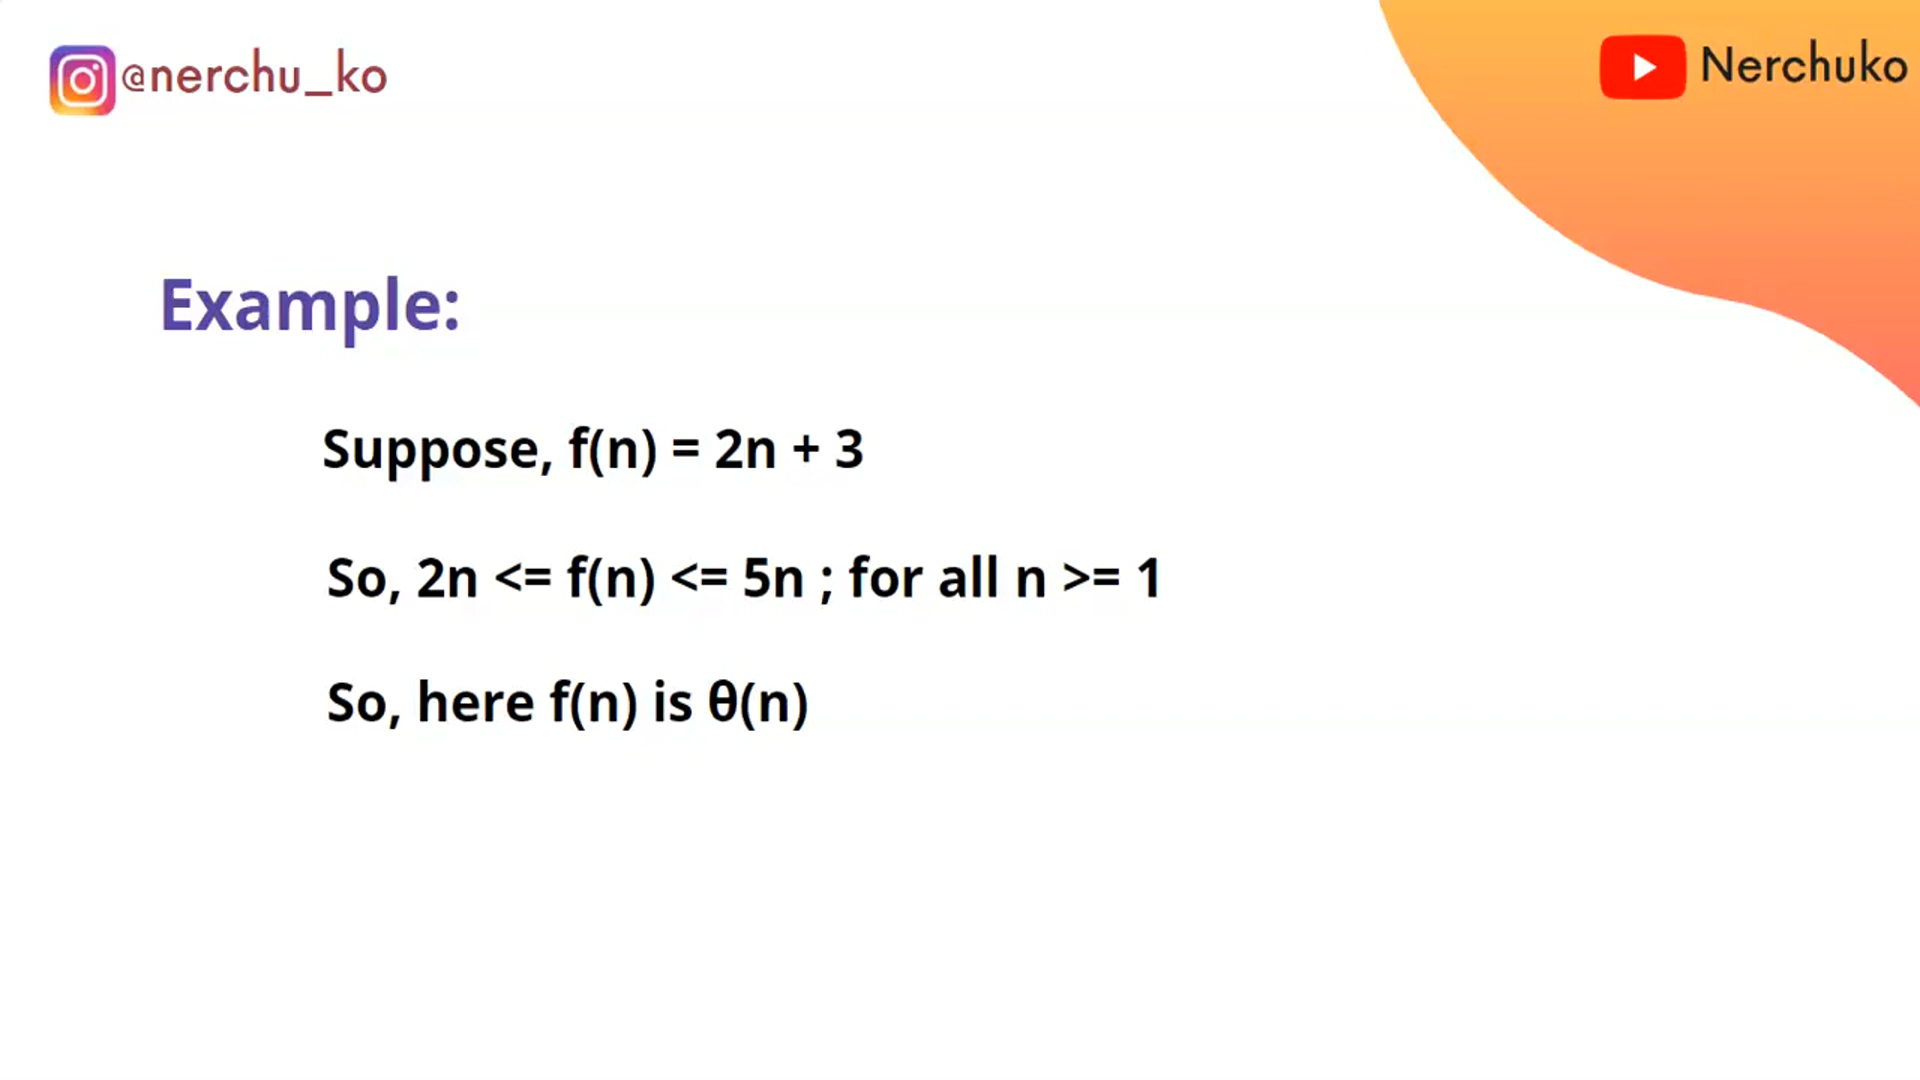 @nerchu_ko
Nerchuko
Example:
Suppose, f(n) = 2n + 3
So, 2n <= f(n) <= 5n ; for all n >= 1
So, here f(n) is θ(n)